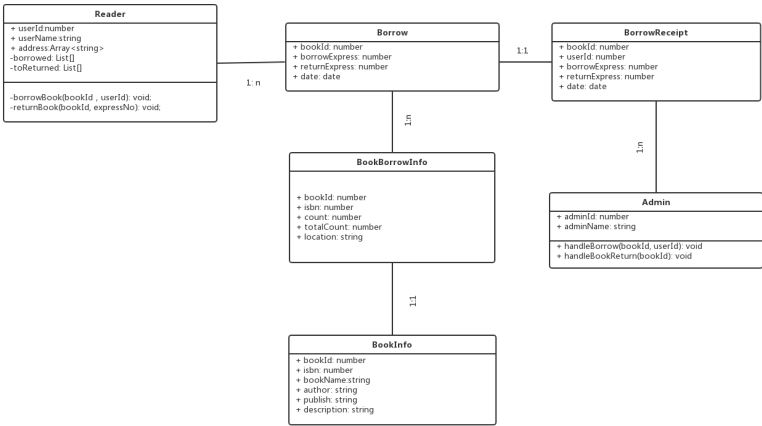 Reader
+ userId:number
+ userName:string
+ address:Array<string>
-borrowed: List[]
-toReturned: List[]
-borrowBook(bookId , userId): void;
-returnBook(bookId, expressNo): void;
1: n
Borrow
+ bookId: number
+ borrowExpress: number
+ returnExpress: number
+ date: date
1:1
BorrowReceipt
+ bookId: number
+ userId: number
+ borrowExpress: number
+ returnExpress: number
+ date: date
1:n
1:n
BookBorrowInfo
+ bookId: number
+ isbn: number
+ count: number
+ totalCount: number
+ location: string
Admin
+ adminId: number
+ adminName: string
+ handleBorrow(bookId, userId): void
+ handleBookReturn(bookId): void
1:1
BookInfo
+ bookId: number
+ isbn: number
+ bookName:string
+ author: string
+ publish: string
+ description: string